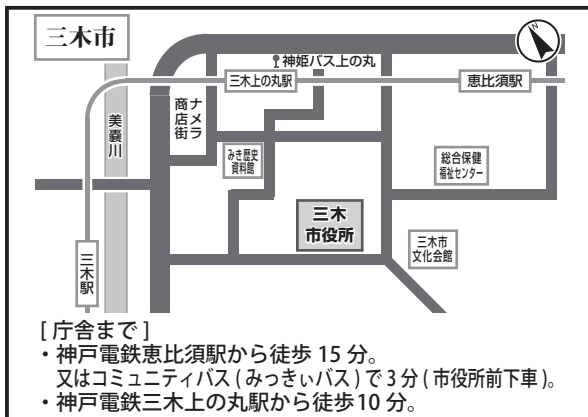 三木市
神姫バス上の丸
三木上の丸駅
恵比須駅
ナメラ
商店街
美嚢川
みき歴史
資料館
総合保健
福祉センター
三木
市役所
三木市
文化会館
三木駅
[ 庁舎まで ]
・神戸電鉄恵比須駅から徒歩 15 分。
又はコミュニティバス ( みっきぃバス ) で 3 分 ( 市役所前下車 )。
・神戸電鉄三木上の丸駅から徒歩10 分。